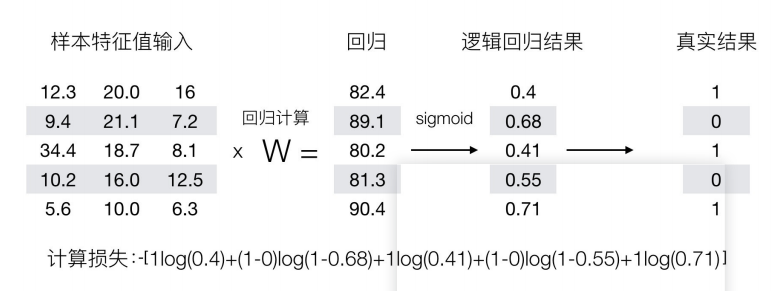 样本特征值输入 回归 逻辑回归结果 真实结果
12.3 20.0 16 82.4 0.4 1
9.4 21.1 7.2 回归计算 89.1 sigmoid 0.68 0
34.4 18.7 8.1 x W = 80.2 0.41 1
10.2 16.0 12.5 81.3 0.55 0
5.6 10.0 6.3 90.4 0.71 1
计算损失:-[1log(0.4)+(1-0)log(1-0.68)+1log(0.41)+(1-0)log(1-0.55)+1log(0.71)]